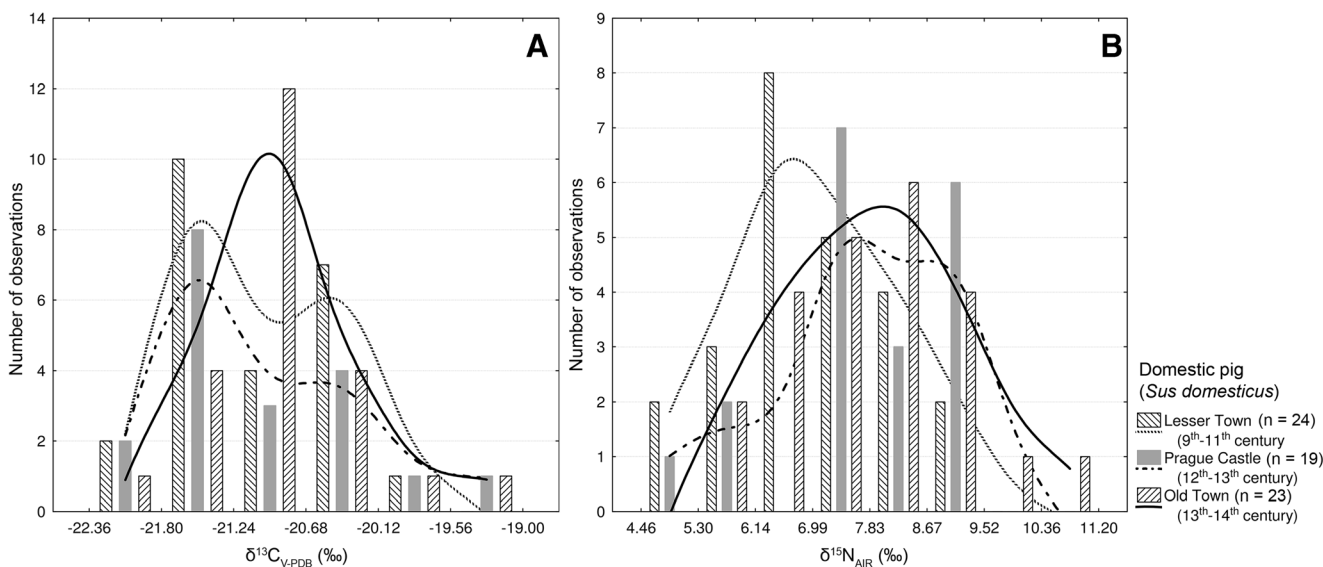 A
14
12
10
8
6
4
2
0
Number of observations
-22.36 -21.80 -21.24 -20.68 -20.12 -19.56 -19.00
δ¹³C_V-PDB (‰)
B
9
8
7
6
5
4
3
2
1
0
Number of observations
4.46 5.30 6.14 6.99 7.83 8.67 9.52 10.36 11.20
δ¹⁵N_AIR (‰)
Domestic pig
(Sus domesticus)
Lesser Town (n = 24)
(9th-11th century
Prague Castle (n = 19)
(12th-13th century)
Old Town (n = 23)
(13th-14th century)